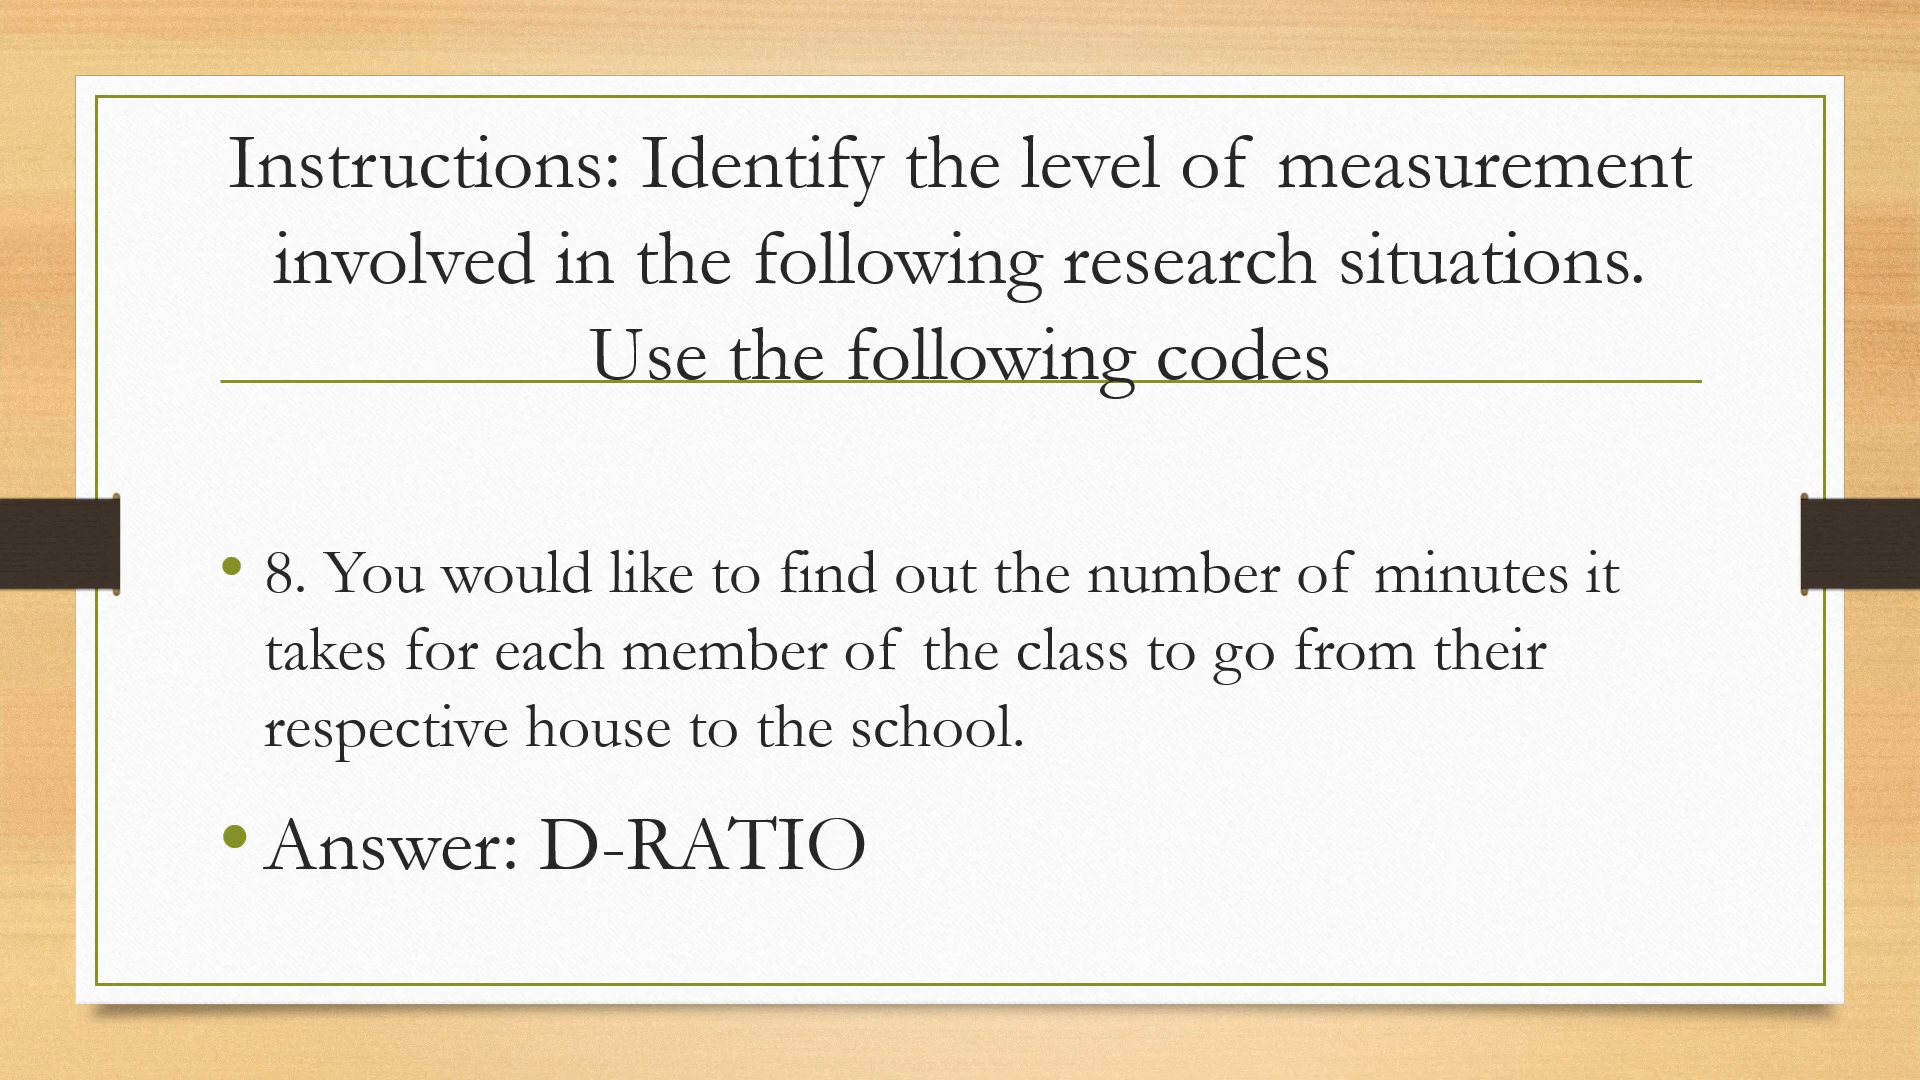 Instructions: Identify the level of measurement
involved in the following research situations.
Use the following codes
• 8. You would like to find out the number of minutes it
takes for each member of the class to go from their
respective house to the school.
• Answer: D-RATIO